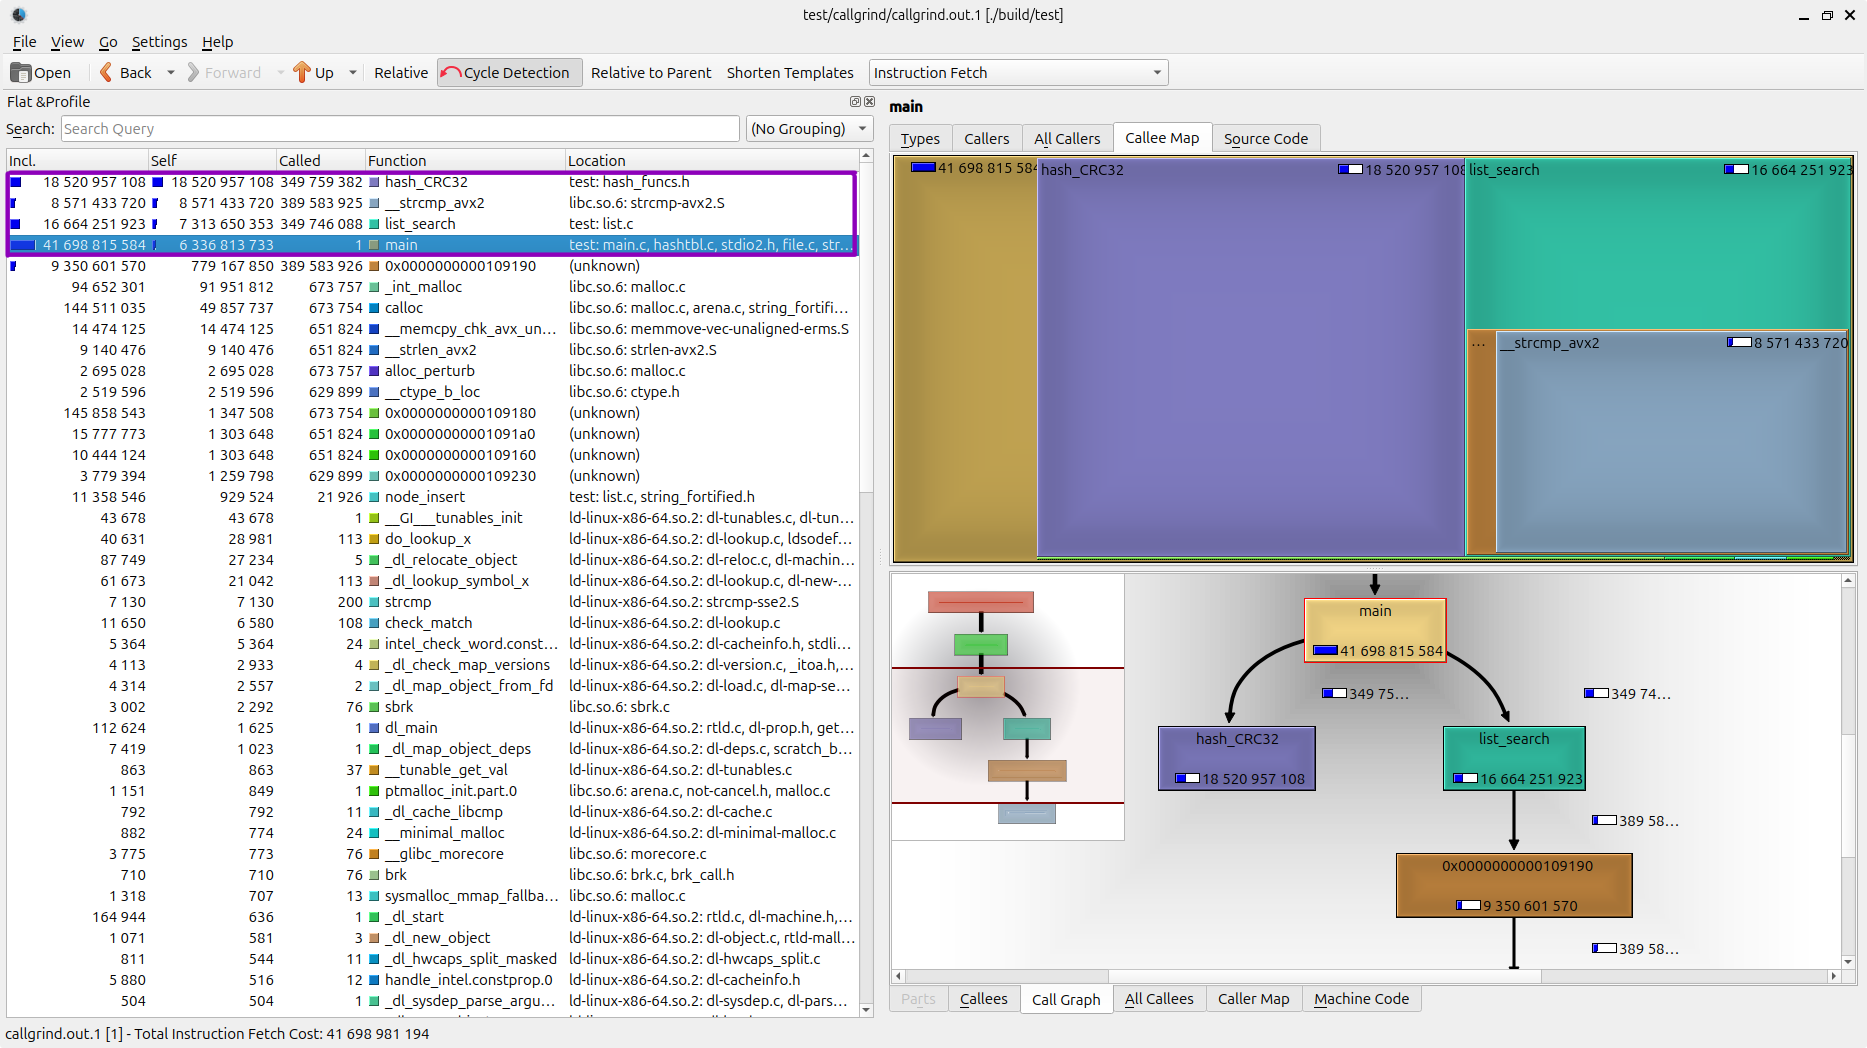 test/callgrind/callgrind.out.1 [./build/test]
File View Go Settings Help
Open Back Forward Up Relative Cycle Detection Relative to Parent Shorten Templates Instruction Fetch
Flat &Profile
Search: Search Query (No Grouping)
Incl. Self Called Function Location
18 520 957 108 18 520 957 108 349 759 382 hash_CRC32 test: hash_funcs.h
8 571 433 720 8 571 433 720 389 583 925 __strcmp_avx2 libc.so.6: strcmp-avx2.S
16 664 251 923 7 313 650 353 349 746 088 list_search test: list.c
41 698 815 584 6 336 813 733 1 main test: main.c, hashtbl.c, stdio2.h, file.c, str...
9 350 601 570 779 167 850 389 583 926 0x0000000000109190 (unknown)
94 652 301 91 951 812 673 757 _int_malloc libc.so.6: malloc.c
144 511 035 49 857 737 673 754 calloc libc.so.6: malloc.c, arena.c, string_fortifi...
14 474 125 14 474 125 651 824 __memcpy_chk_avx_un... libc.so.6: memmove-vec-unaligned-erms.S
9 140 476 9 140 476 651 824 __strlen_avx2 libc.so.6: strlen-avx2.S
2 695 028 2 695 028 673 757 alloc_perturb libc.so.6: malloc.c
2 519 596 2 519 596 629 899 __ctype_b_loc libc.so.6: ctype.h
145 858 543 1 347 508 673 754 0x0000000000109180 (unknown)
15 777 773 1 303 648 651 824 0x00000000001091a0 (unknown)
10 444 124 1 303 648 651 824 0x0000000000109160 (unknown)
3 779 394 1 259 798 629 899 0x0000000000109230 (unknown)
11 358 546 929 524 21 926 node_insert test: list.c, string_fortified.h
43 678 43 678 1 __GI___tunables_init ld-linux-x86-64.so.2: dl-tunables.c, dl-tun...
40 631 28 981 113 do_lookup_x ld-linux-x86-64.so.2: dl-lookup.c, ldsodef...
87 749 27 234 5 _dl_relocate_object ld-linux-x86-64.so.2: dl-reloc.c, dl-machin...
61 673 21 042 113 _dl_lookup_symbol_x ld-linux-x86-64.so.2: dl-lookup.c, dl-new-...
7 130 7 130 200 strcmp ld-linux-x86-64.so.2: strcmp-sse2.S
11 650 6 580 108 check_match ld-linux-x86-64.so.2: dl-lookup.c
5 364 5 364 24 intel_check_word.const... ld-linux-x86-64.so.2: dl-cacheinfo.h, stdli...
4 113 2 933 4 _dl_check_map_versions ld-linux-x86-64.so.2: dl-version.c, _itoa.h,...
4 314 2 557 2 _dl_map_object_from_fd ld-linux-x86-64.so.2: dl-load.c, dl-map-se...
3 002 2 292 76 sbrk libc.so.6: sbrk.c
112 624 1 625 1 dl_main ld-linux-x86-64.so.2: rtld.c, dl-prop.h, get...
7 419 1 023 1 _dl_map_object_deps ld-linux-x86-64.so.2: dl-deps.c, scratch_b...
863 863 37 __tunable_get_val ld-linux-x86-64.so.2: dl-tunables.c
1 151 849 1 ptmalloc_init.part.0 libc.so.6: arena.c, not-cancel.h, malloc.c
792 792 11 _dl_cache_libcmp ld-linux-x86-64.so.2: dl-cache.c
882 774 24 __minimal_malloc ld-linux-x86-64.so.2: dl-minimal-malloc.c
3 775 773 76 __glibc_morecore libc.so.6: morecore.c
710 710 76 brk libc.so.6: brk.c, brk_call.h
1 318 707 13 sysmalloc_mmap_fallba... libc.so.6: malloc.c
164 944 636 1 _dl_start ld-linux-x86-64.so.2: rtld.c, dl-machine.h,...
1 071 581 3 _dl_new_object ld-linux-x86-64.so.2: dl-object.c, rtld-mall...
811 544 11 _dl_hwcaps_split_masked ld-linux-x86-64.so.2: dl-hwcaps_split.c
5 880 516 12 handle_intel.constprop.0 ld-linux-x86-64.so.2: dl-cacheinfo.h
504 504 1 _dl_sysdep_parse_argu... ld-linux-x86-64.so.2: dl-sysdep.c, dl-pars...
callgrind.out.1 [1] - Total Instruction Fetch Cost: 41 698 981 194
main
Types Callers All Callers Callee Map Source Code
41 698 815 584 hash_CRC32 18 520 957 108 list_search 16 664 251 923
... __strcmp_avx2 8 571 433 720
main
41 698 815 584
349 75... 349 74...
hash_CRC32 list_search
18 520 957 108 16 664 251 923
389 58...
0x0000000000109190
9 350 601 570
389 58...
Parts Callees Call Graph All Callees Caller Map Machine Code